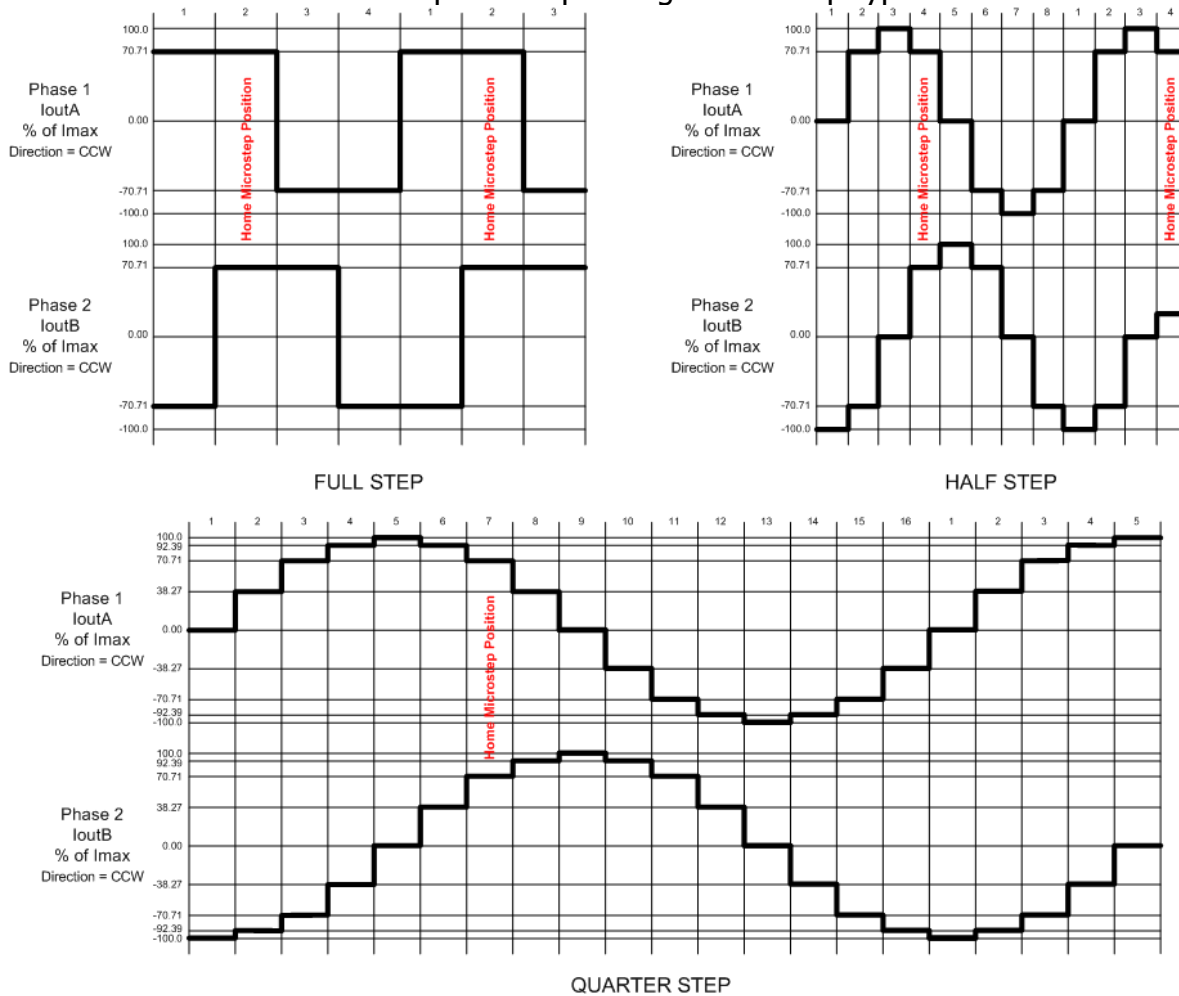 1 2 3 4 1 2 3
100.0
70.71
Phase 1
IoutA
% of Imax
Direction = CCW
0.00
-70.71
-100.0
Home Microstep Position
Home Microstep Position
100.0
70.71
Phase 2
IoutB
% of Imax
Direction = CCW
0.00
-70.71
-100.0
FULL STEP
1 2 3 4 5 6 7 8 1 2 3 4
100.0
70.71
Phase 1
IoutA
% of Imax
Direction = CCW
0.00
-70.71
-100.0
Home Microstep Position
Home Microstep Position
100.0
70.71
Phase 2
IoutB
% of Imax
Direction = CCW
0.00
-70.71
-100.0
HALF STEP
1 2 3 4 5 6 7 8 9 10 11 12 13 14 15 16 1 2 3 4 5
100.0
92.39
70.71
38.27
Phase 1
IoutA
% of Imax
Direction = CCW
0.00
-38.27
-70.71
-92.39
-100.0
Home Microstep Position
100.0
92.39
70.71
38.27
Phase 2
IoutB
% of Imax
Direction = CCW
0.00
-38.27
-70.71
-92.39
-100.0
QUARTER STEP